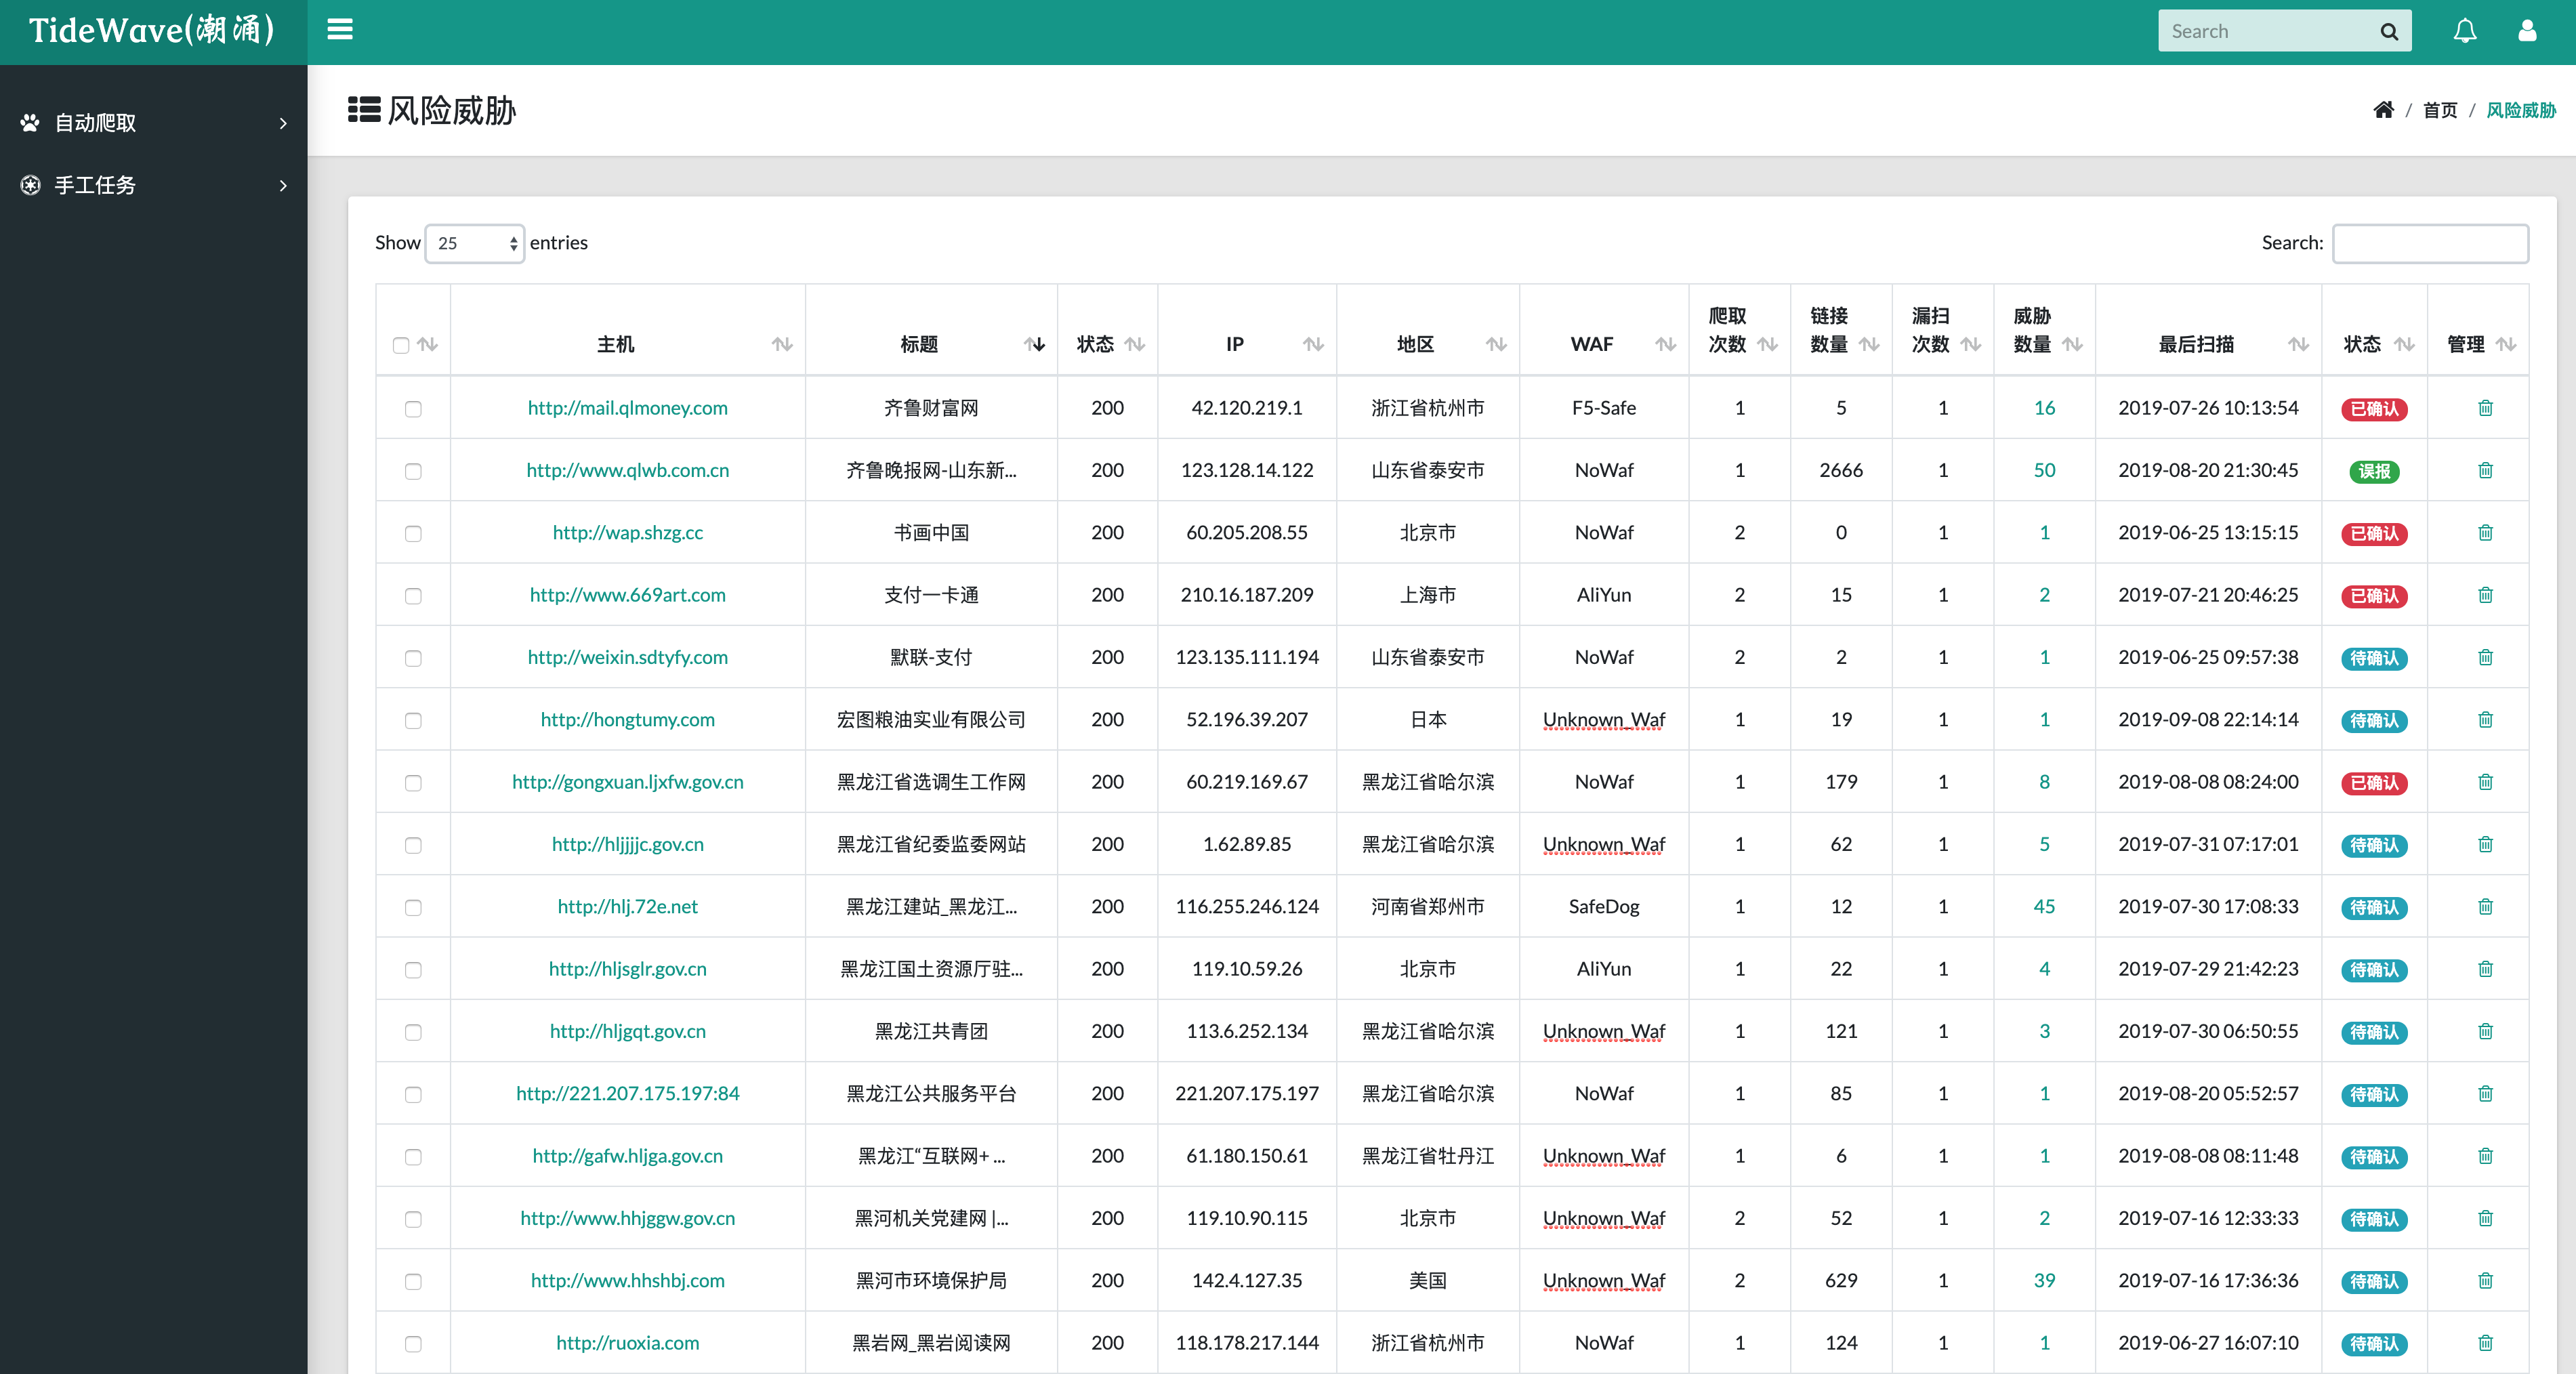 TideWave(潮涌)
Search
自动爬取
手工任务
风险威胁
/ 首页 / 风险威胁
Show 25 entries
Search:
主机 标题 状态 IP 地区 WAF 爬取次数 链接数量 漏扫次数 威胁数量 最后扫描 状态 管理
http://mail.qlmoney.com 齐鲁财富网 200 42.120.219.1 浙江省杭州市 F5-Safe 1 5 1 16 2019-07-26 10:13:54 已确认
http://www.qlwb.com.cn 齐鲁晚报网-山东新... 200 123.128.14.122 山东省泰安市 NoWaf 1 2666 1 50 2019-08-20 21:30:45 误报
http://wap.shzg.cc 书画中国 200 60.205.208.55 北京市 NoWaf 2 0 1 1 2019-06-25 13:15:15 已确认
http://www.669art.com 支付一卡通 200 210.16.187.209 上海市 AliYun 2 15 1 2 2019-07-21 20:46:25 已确认
http://weixin.sdtyfy.com 默联-支付 200 123.135.111.194 山东省泰安市 NoWaf 2 2 1 1 2019-06-25 09:57:38 待确认
http://hongtumy.com 宏图粮油实业有限公司 200 52.196.39.207 日本 Unknown_Waf 1 19 1 1 2019-09-08 22:14:14 待确认
http://gongxuan.ljxfw.gov.cn 黑龙江省选调生工作网 200 60.219.169.67 黑龙江省哈尔滨 NoWaf 1 179 1 8 2019-08-08 08:24:00 已确认
http://hljjjjc.gov.cn 黑龙江省纪委监委网站 200 1.62.89.85 黑龙江省哈尔滨 Unknown_Waf 1 62 1 5 2019-07-31 07:17:01 待确认
http://hlj.72e.net 黑龙江建站_黑龙江... 200 116.255.246.124 河南省郑州市 SafeDog 1 12 1 45 2019-07-30 17:08:33 待确认
http://hljsglr.gov.cn 黑龙江国土资源厅驻... 200 119.10.59.26 北京市 AliYun 1 22 1 4 2019-07-29 21:42:23 待确认
http://hljgqt.gov.cn 黑龙江共青团 200 113.6.252.134 黑龙江省哈尔滨 Unknown_Waf 1 121 1 3 2019-07-30 06:50:55 待确认
http://221.207.175.197:84 黑龙江公共服务平台 200 221.207.175.197 黑龙江省哈尔滨 NoWaf 1 85 1 1 2019-08-20 05:52:57 待确认
http://gafw.hljga.gov.cn 黑龙江“互联网+ ... 200 61.180.150.61 黑龙江省牡丹江 Unknown_Waf 1 6 1 1 2019-08-08 08:11:48 待确认
http://www.hhjggw.gov.cn 黑河机关党建网 |... 200 119.10.90.115 北京市 Unknown_Waf 2 52 1 2 2019-07-16 12:33:33 待确认
http://www.hhshbj.com 黑河市环境保护局 200 142.4.127.35 美国 Unknown_Waf 2 629 1 39 2019-07-16 17:36:36 待确认
http://ruoxia.com 黑岩网_黑岩阅读网 200 118.178.217.144 浙江省杭州市 NoWaf 1 124 1 1 2019-06-27 16:07:10 待确认